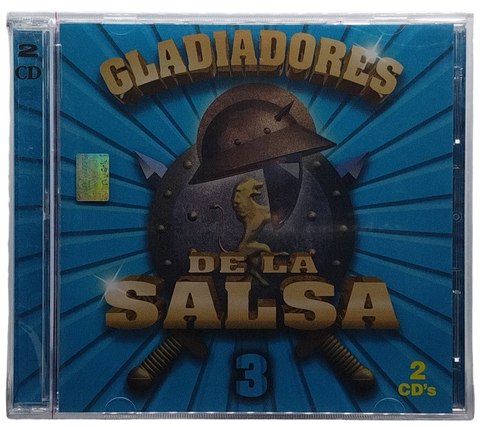 2
CD
GLADIADORES
DE LA
SALSA
3
2
CD's